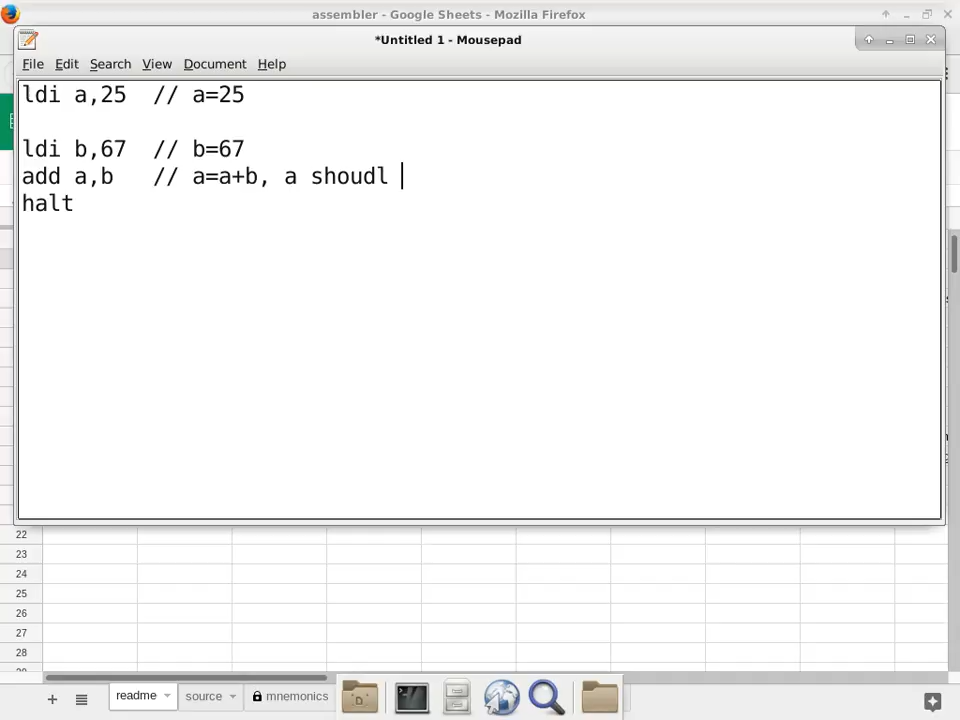 assembler - Google Sheets - Mozilla Firefox
*Untitled 1 - Mousepad
File Edit Search View Document Help
ldi a,25 // a=25
ldi b,67 // b=67
add a,b // a=a+b, a shoudl
halt
22
23
24
25
26
27
28
readme source mnemonics